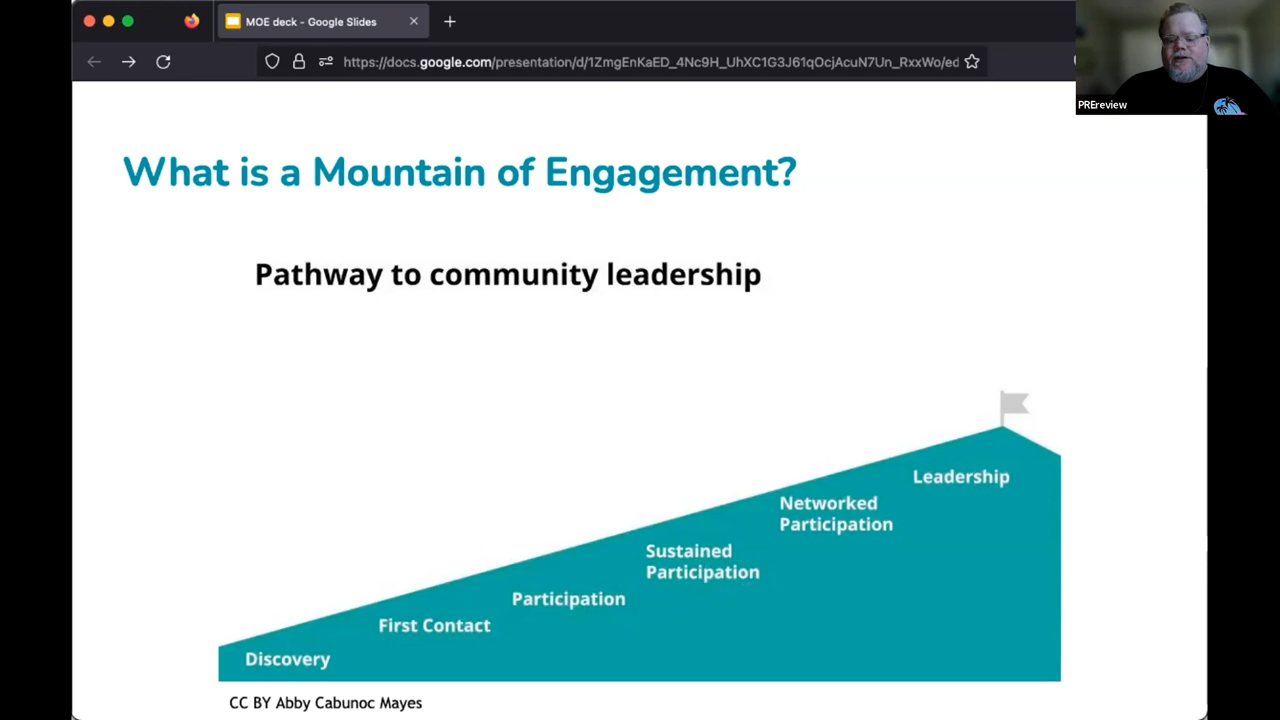 MOE deck - Google Slides
https://docs.google.com/presentation/d/1ZmgEnKaED_4Nc9H_UhXC1G3J61qOcjAcuN7Un_RxxWo/ed
PREreview
What is a Mountain of Engagement?
Pathway to community leadership
Leadership
Networked
Participation
Sustained
Participation
Participation
First Contact
Discovery
CC BY Abby Cabunoc Mayes